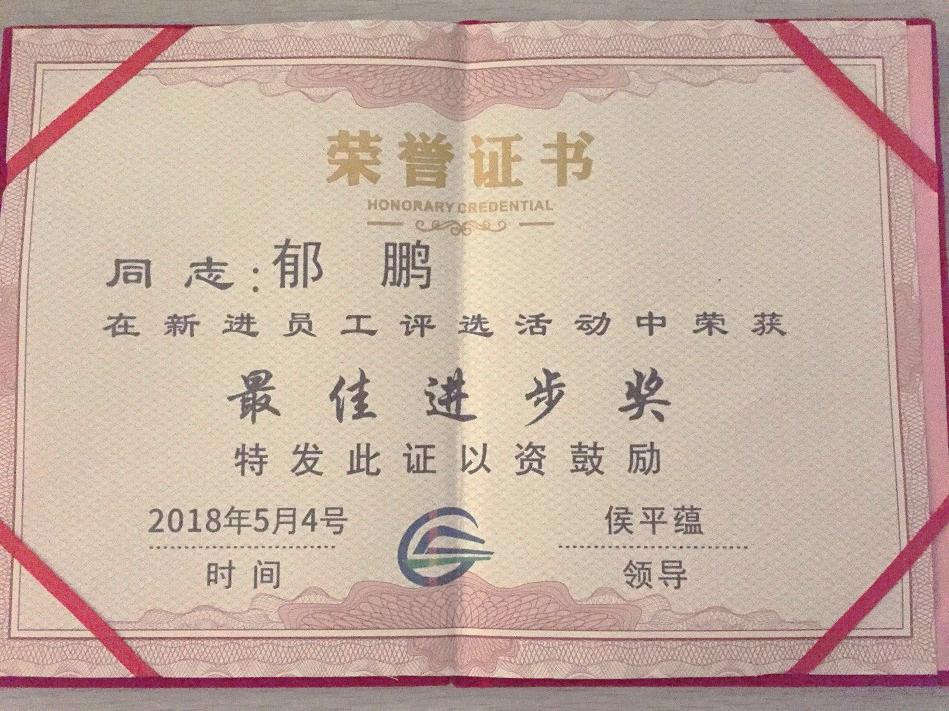 荣誉证书
HONORARY CREDENTIAL
同志:郁 鹏
在新进员工评选活动中荣获
最佳进步奖
特发此证以资鼓励
2018年5月4号 侯平蕴
时间 领导